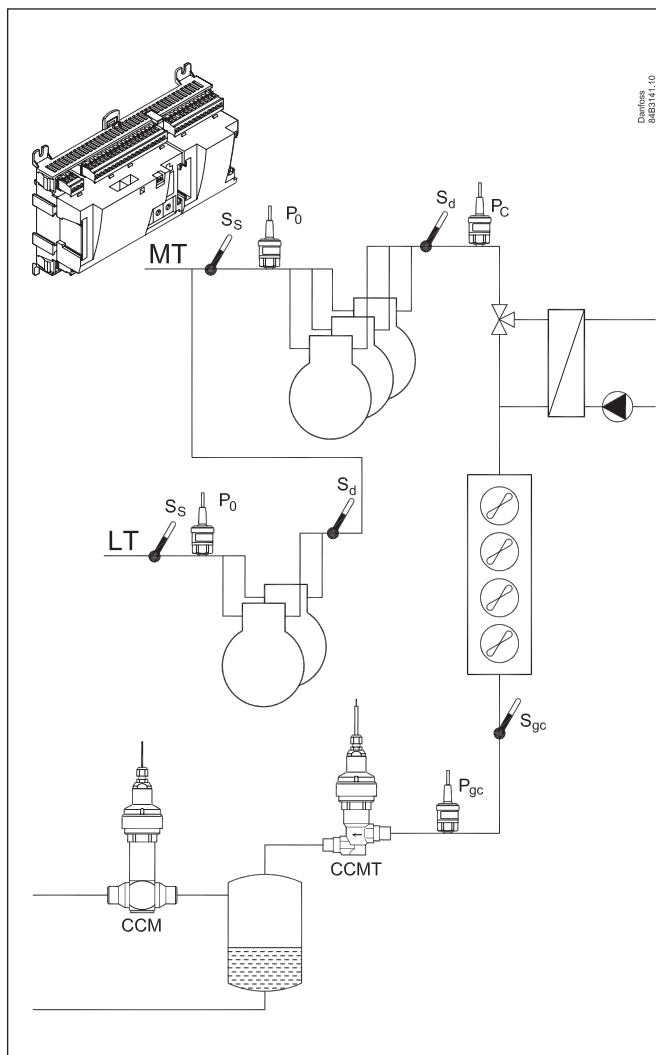 Danfoss
84B3141.10
SS
P0
Sd
PC
MT
SS
P0
Sd
LT
Sgc
Pgc
CCMT
CCM